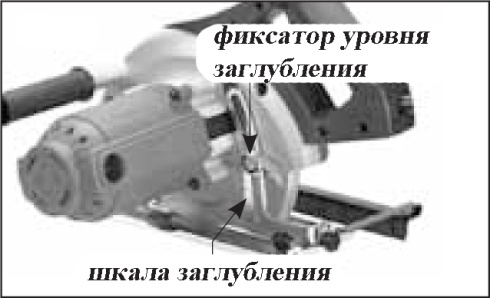 фиксатор уровня
заглубления
шкала заглубления